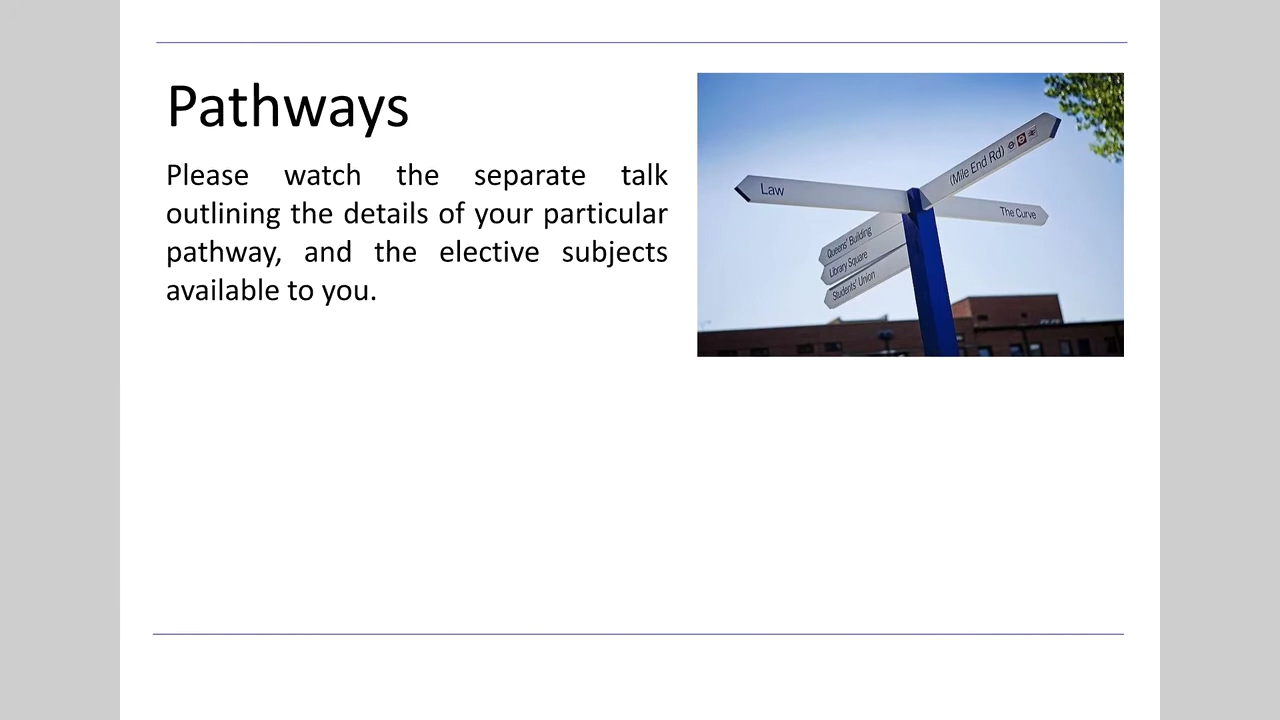 Pathways
Please watch the separate talk
outlining the details of your particular
pathway, and the elective subjects
available to you.
Law
(Mile End Rd)
The Curve
Queens' Building
Library Square
Students' Union